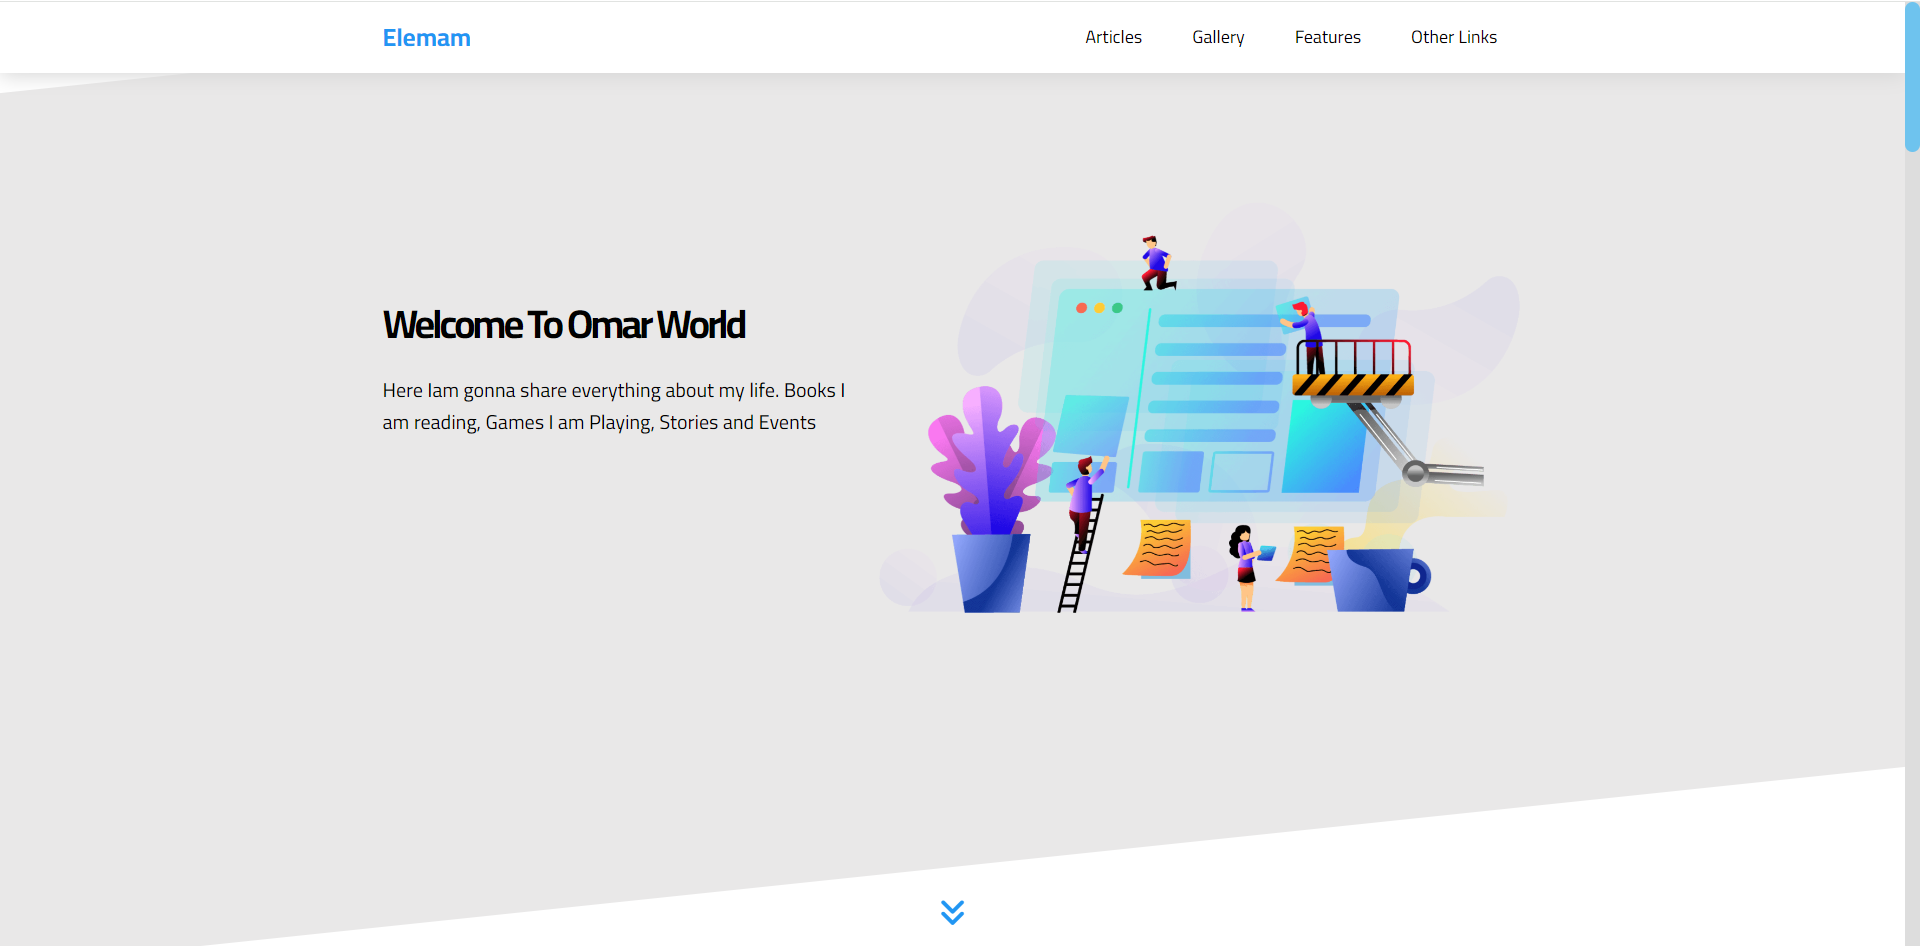 Elemam
Articles
Gallery
Features
Other Links
Welcome To Omar World
Here Iam gonna share everything about my life. Books I
am reading, Games I am Playing, Stories and Events